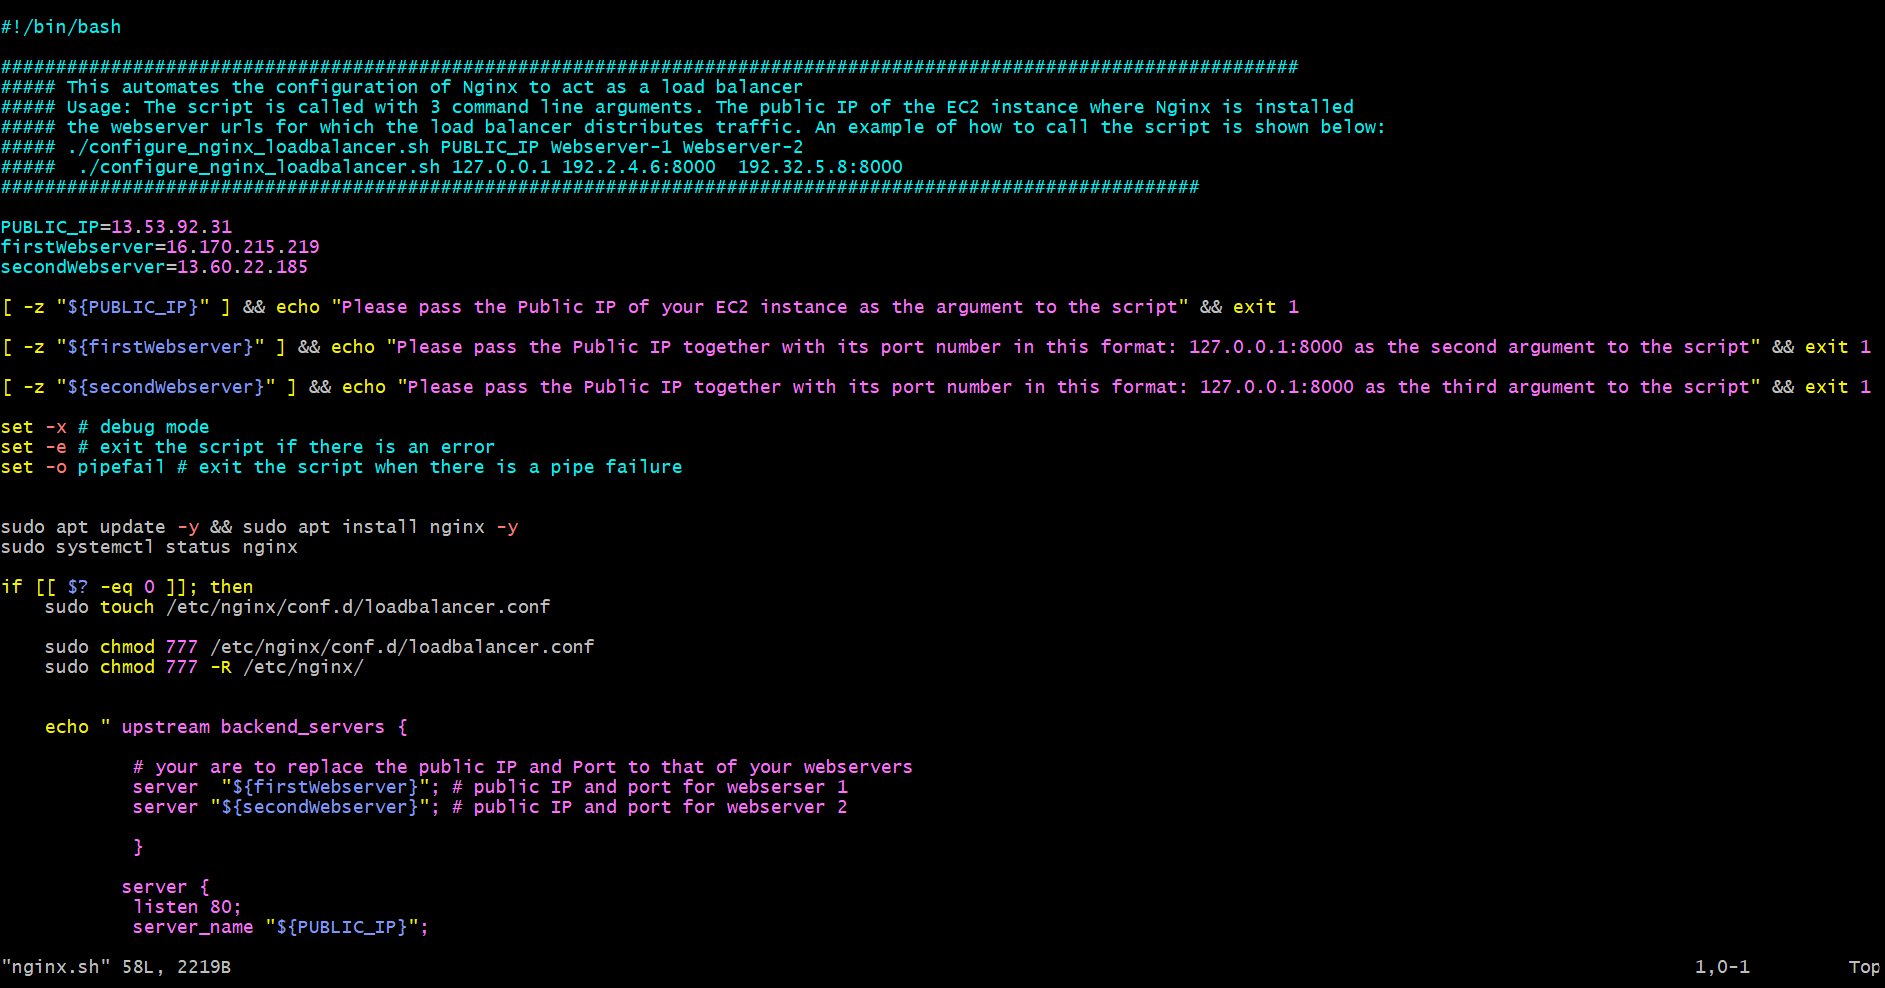 #!/bin/bash
######################################################################################################################
##### This automates the configuration of Nginx to act as a load balancer
##### Usage: The script is called with 3 command line arguments. The public IP of the EC2 instance where Nginx is installed
##### the webserver urls for which the load balancer distributes traffic. An example of how to call the script is shown below:
##### ./configure_nginx_loadbalancer.sh PUBLIC_IP Webserver-1 Webserver-2
#####  ./configure_nginx_loadbalancer.sh 127.0.0.1 192.2.4.6:8000  192.32.5.8:8000
#############################################################################################################
PUBLIC_IP=13.53.92.31
firstWebserver=16.170.215.219
secondWebserver=13.60.22.185
[ -z "${PUBLIC_IP}" ] && echo "Please pass the Public IP of your EC2 instance as the argument to the script" && exit 1
[ -z "${firstWebserver}" ] && echo "Please pass the Public IP together with its port number in this format: 127.0.0.1:8000 as the second argument to the script" && exit 1
[ -z "${secondWebserver}" ] && echo "Please pass the Public IP together with its port number in this format: 127.0.0.1:8000 as the third argument to the script" && exit 1
set -x # debug mode
set -e # exit the script if there is an error
set -o pipefail # exit the script when there is a pipe failure
sudo apt update -y && sudo apt install nginx -y
sudo systemctl status nginx
if [[ $? -eq 0 ]]; then
    sudo touch /etc/nginx/conf.d/loadbalancer.conf
    sudo chmod 777 /etc/nginx/conf.d/loadbalancer.conf
    sudo chmod 777 -R /etc/nginx/
    echo " upstream backend_servers {
            # your are to replace the public IP and Port to that of your webservers
            server  "${firstWebserver}"; # public IP and port for webserser 1
            server "${secondWebserver}"; # public IP and port for webserver 2
            }
           server {
            listen 80;
            server_name "${PUBLIC_IP}";
"nginx.sh" 58L, 2219B 1,0-1 Top